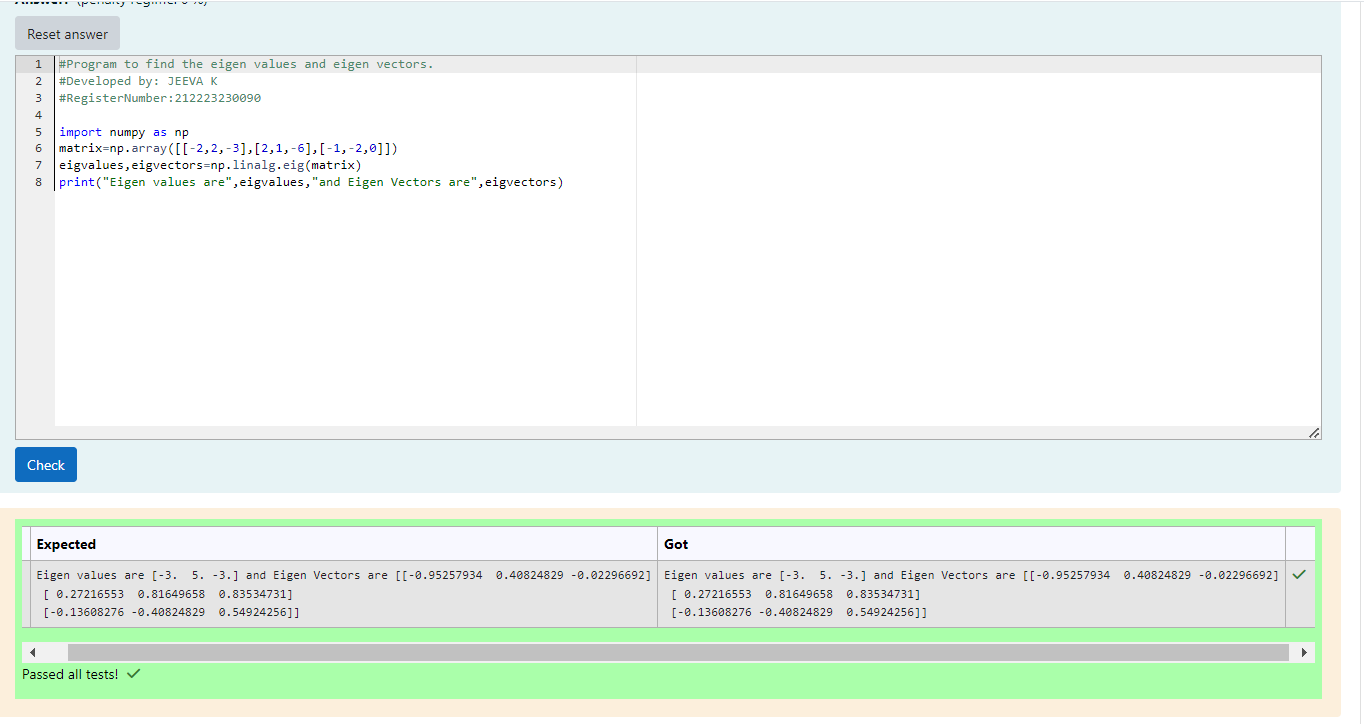 Reset answer
1 #Program to find the eigen values and eigen vectors.
2 #Developed by: JEEVA K
3 #RegisterNumber:212223230090
4
5 import numpy as np
6 matrix=np.array([[-2,2,-3],[2,1,-6],[-1,-2,0]])
7 eigvalues,eigvectors=np.linalg.eig(matrix)
8 print("Eigen values are",eigvalues,"and Eigen Vectors are",eigvectors)
Check
Expected Got
Eigen values are [-3.  5. -3.] and Eigen Vectors are [[-0.95257934  0.40824829 -0.02296692] Eigen values are [-3.  5. -3.] and Eigen Vectors are [[-0.95257934  0.40824829 -0.02296692]
[ 0.27216553  0.81649658  0.83534731] [ 0.27216553  0.81649658  0.83534731]
[-0.13608276 -0.40824829  0.54924256]] [-0.13608276 -0.40824829  0.54924256]]
Passed all tests!